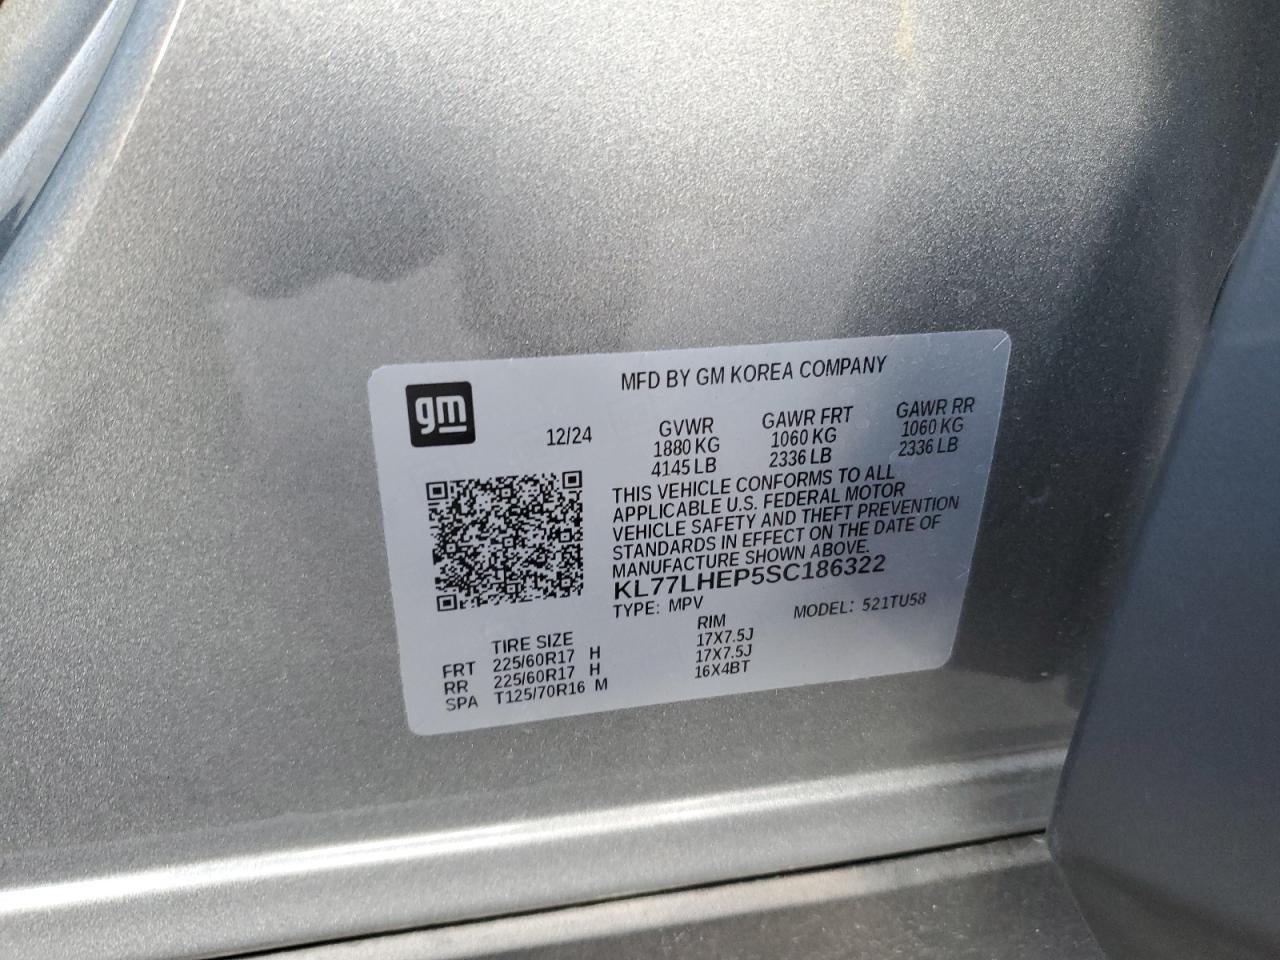 MFD BY GM KOREA COMPANY
gm
12/24 GVWR GAWR FRT GAWR RR
1880 KG 1060 KG 1060 KG
4145 LB 2336 LB 2336 LB
THIS VEHICLE CONFORMS TO ALL
APPLICABLE U.S. FEDERAL MOTOR
VEHICLE SAFETY AND THEFT PREVENTION
STANDARDS IN EFFECT ON THE DATE OF
MANUFACTURE SHOWN ABOVE.
KL77LHEP5SC186322
TYPE: MPV MODEL: 521TU58
TIRE SIZE RIM
FRT 225/60R17 H 17X7.5J
RR 225/60R17 H 17X7.5J
SPA T125/70R16 M 16X4BT